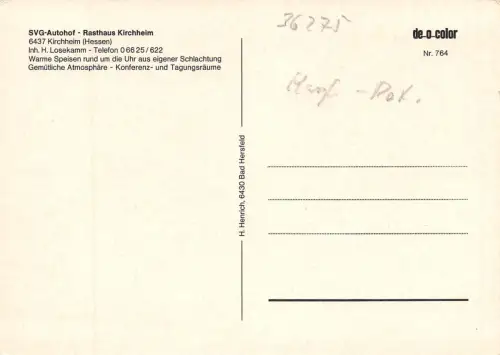 SVG-Autohof - Rasthaus Kirchheim
6437 Kirchheim (Hessen)
Inh. H. Losekamm - Telefon 0 66 25 / 622
Warme Speisen rund um die Uhr aus eigener Schlachtung
Gemütliche Atmosphäre - Konferenz- und Tagungsräume
36275
de-o-color
Nr. 764
H. Henrich, 6430 Bad Hersfeld